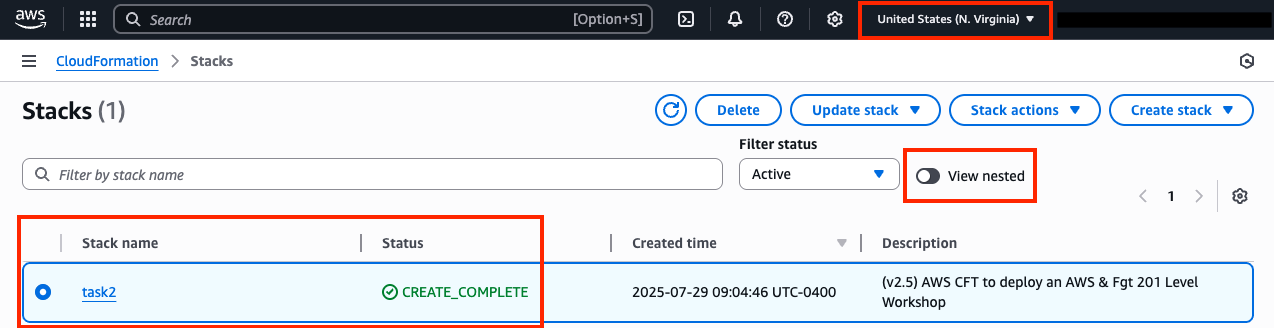 aws Search [Option+S] United States (N. Virginia)
CloudFormation Stacks
Stacks (1) Delete Update stack Stack actions Create stack
Filter status
Filter by stack name Active View nested
1
Stack name Status Created time Description
task2 CREATE_COMPLETE 2025-07-29 09:04:46 UTC-0400 (v2.5) AWS CFT to deploy an AWS & Fgt 201 Level
Workshop